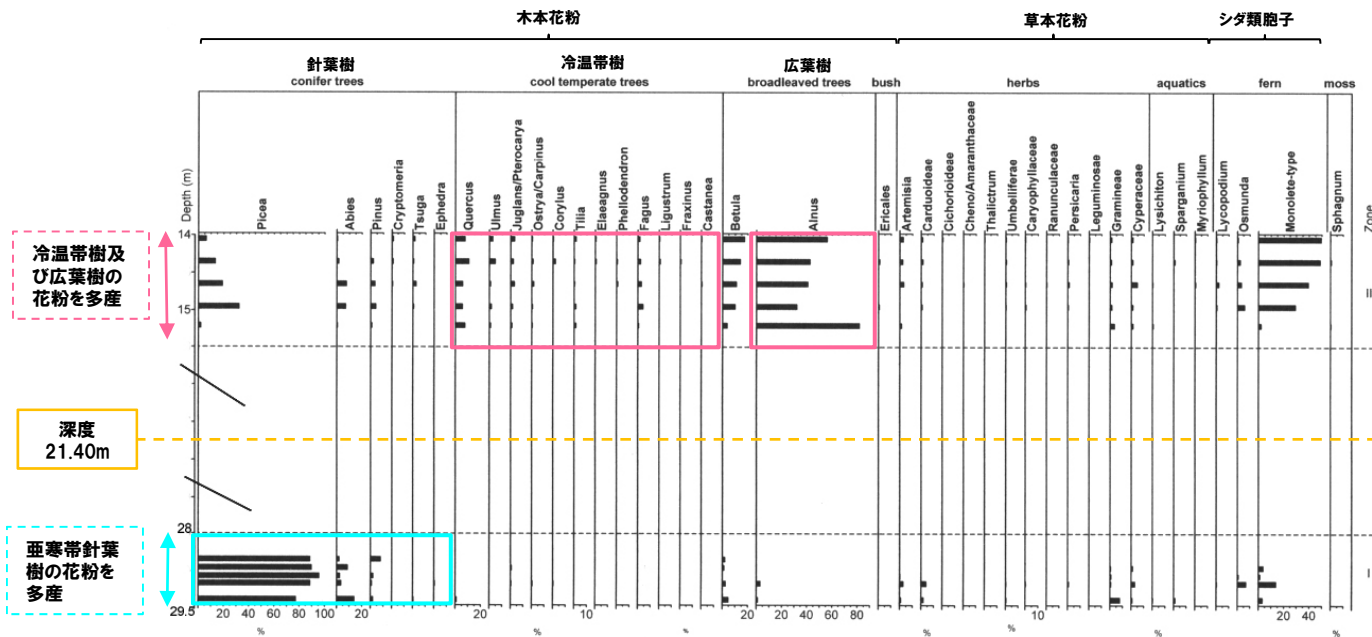 木本花粉
草本花粉
シダ類胞子
針葉樹
conifer trees
冷温帯樹
cool temperate trees
広葉樹
broadleaved trees
bush
herbs
aquatics
fern
moss
Depth (m)
Picea
Abies
Pinus
Cryptomeria
Tsuga
Ephedra
Quercus
Ulmus
Juglans/Pterocarya
Ostrya/Carpinus
Corylus
Tilia
Elaeagnus
Phellodendron
Fagus
Ligustrum
Fraxinus
Castanea
Betula
Alnus
Ericales
Artemisia
Carduoideae
Cichorioideae
Cheno/Amaranthaceae
Thalictrum
Umbelliferae
Caryophyllaceae
Ranunculaceae
Persicaria
Leguminosae
Gramineae
Cyperaceae
Lysichiton
Sparganium
Myriophyllum
Lycopodium
Osmunda
Monolete-type
Sphagnum
Zone
14
冷温帯樹及
び広葉樹の
花粉を多産
15
II
深度
21.40m
28
亜寒帯針葉
樹の花粉を
多産
I
29.5
20 40 60 80 100 20 20 10 20 20 40 60 80 10 20 40
% % % % % % % %